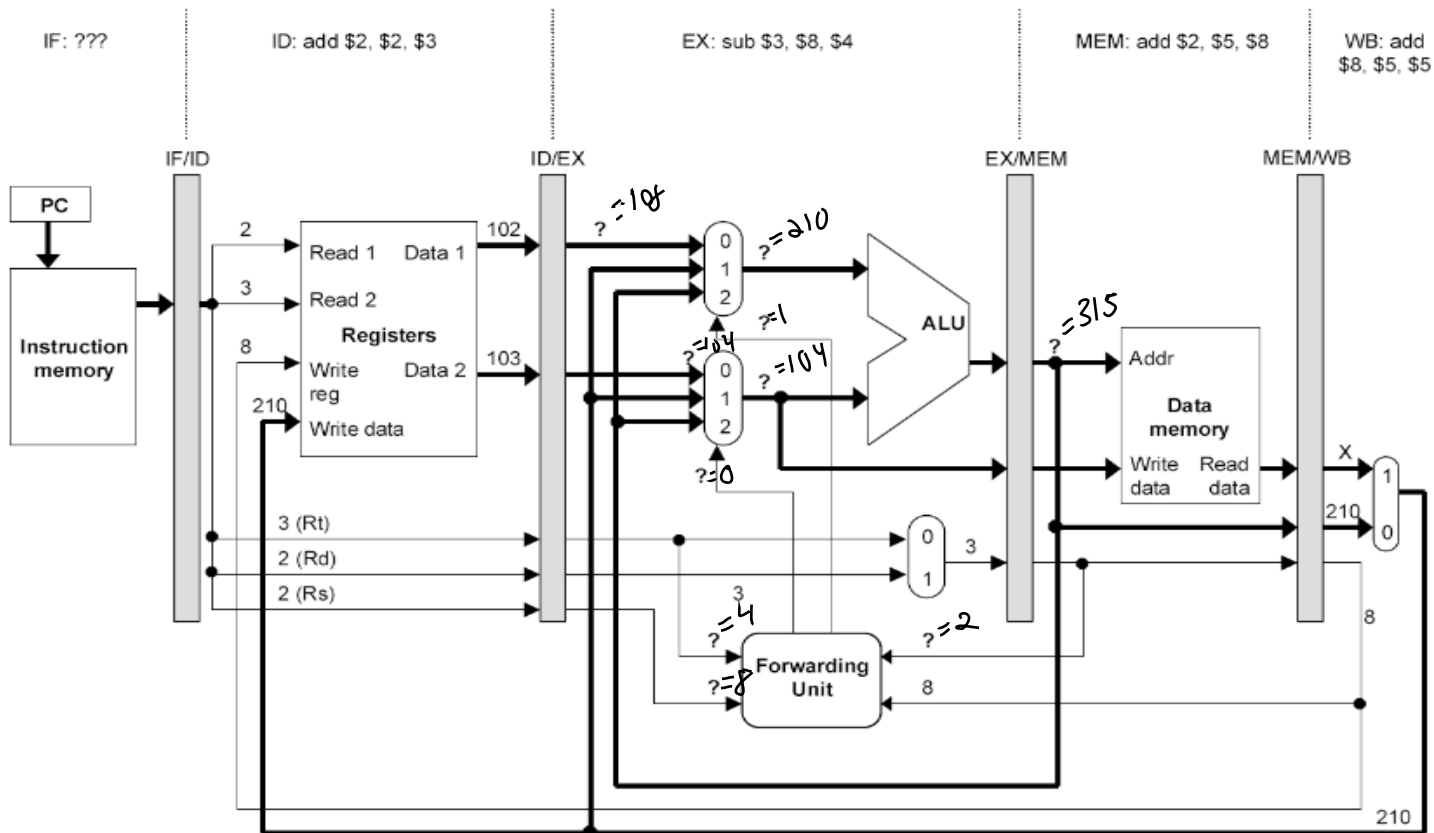 IF: ???
ID: add $2, $2, $3
EX: sub $3, $8, $4
MEM: add $2, $5, $8
WB: add
$8, $5, $5
IF/ID
ID/EX
EX/MEM
MEM/WB
PC
Instruction
memory
2
3
8
210
Read 1
Data 1
Read 2
Registers
Write
reg
Data 2
Write data
102
103
?=108
0
1
2
?=210
?=1
?=104
0
1
2
?=104
?=0
ALU
?=315
Addr
Data
memory
Write
data
Read
data
X
210
1
0
3 (Rt)
2 (Rd)
2 (Rs)
0
1
3
3
?=4
?=8
Forwarding
Unit
?=2
8
8
210